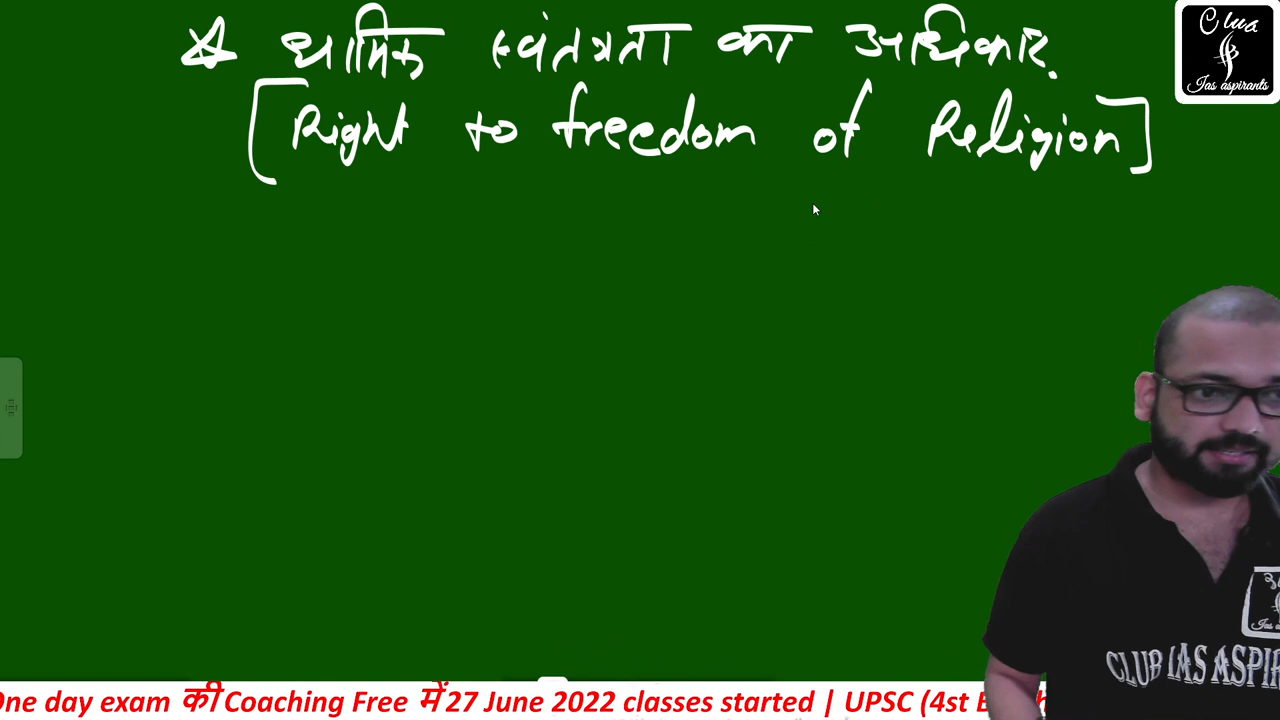 ☆ धार्मिक स्वतंत्रता का अधिकार.
[Right to freedom of Religion]
Club
Ias aspirants
CLUB IAS ASPIR
One day exam की Coaching Free में 27 June 2022 classes started | UPSC (4st